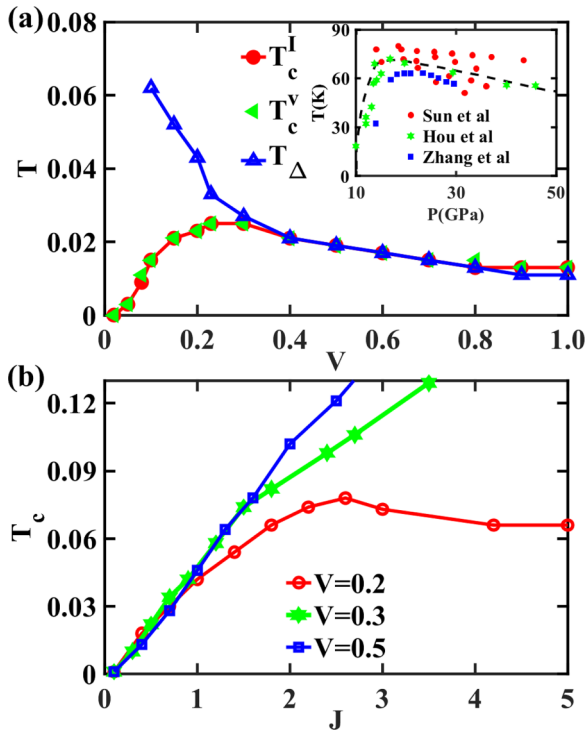 (a)
0.08
0.06
0.04
0.02
0
T
T_c^I
T_c^v
T_Δ
0
0.2
0.4
0.6
0.8
1.0
V
90
60
30
0
T(K)
Sun et al
Hou et al
Zhang et al
10
30
50
P(GPa)
(b)
0.12
0.09
0.06
0.03
0
T_c
V=0.2
V=0.3
V=0.5
0
1
2
3
4
5
J